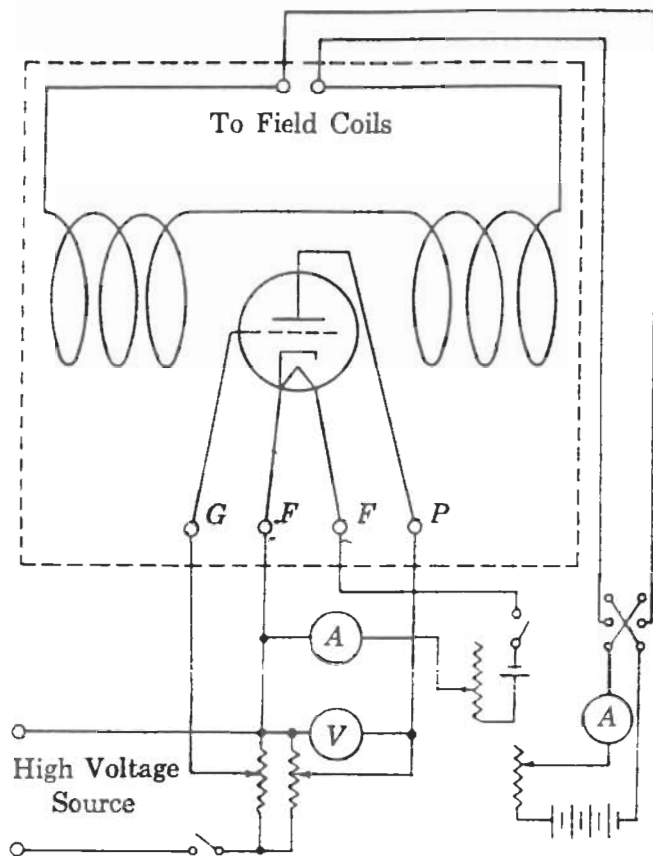 To Field Coils
G F F P
A
V
High Voltage
Source
A